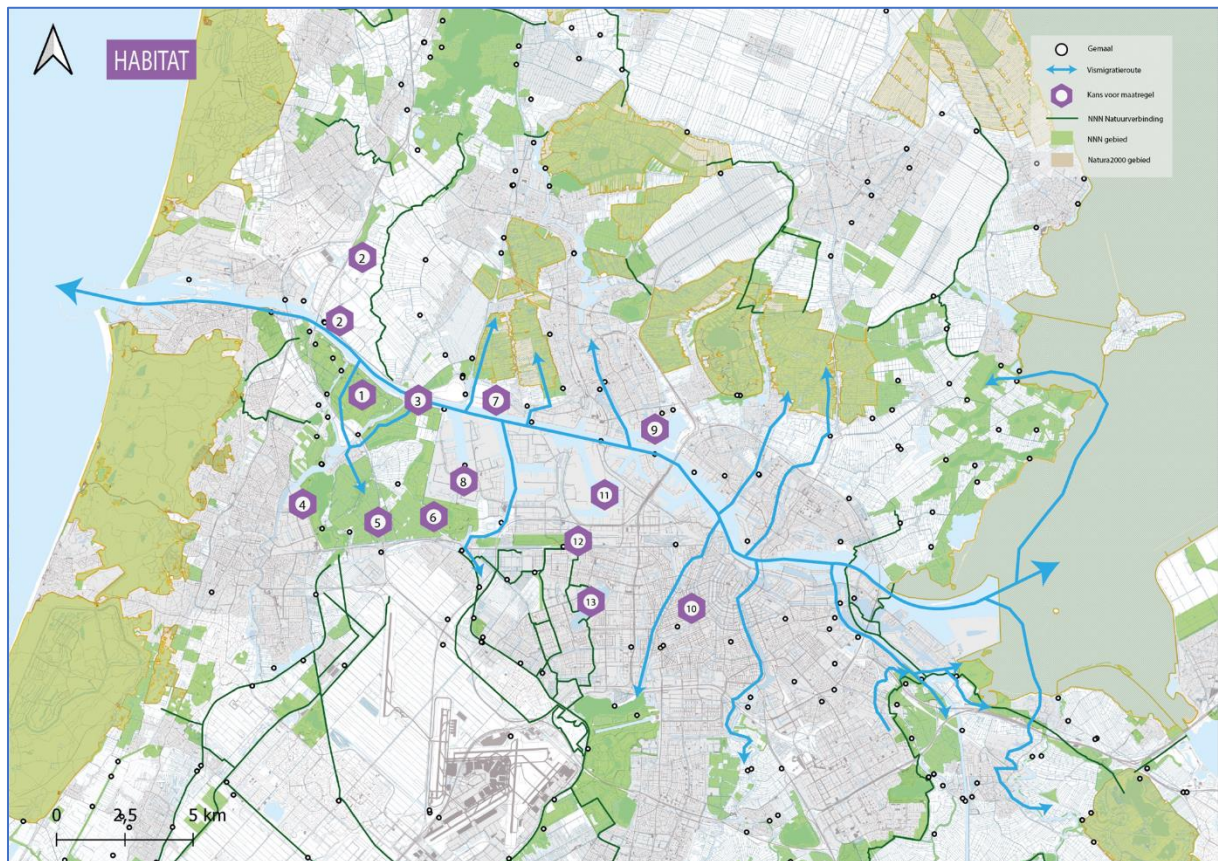 HABITAT
Gemaal
Vismigratieroute
Kans voor maatregel
NNN Natuurverbinding
NNN gebied
Natura2000 gebied
2
2
1
3
7
9
8
4
5
6
11
12
13
10
0 2,5 5 km